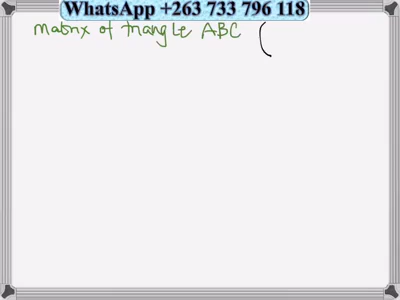 WhatsApp +263 733 796 118
matrix of triangle ABC (